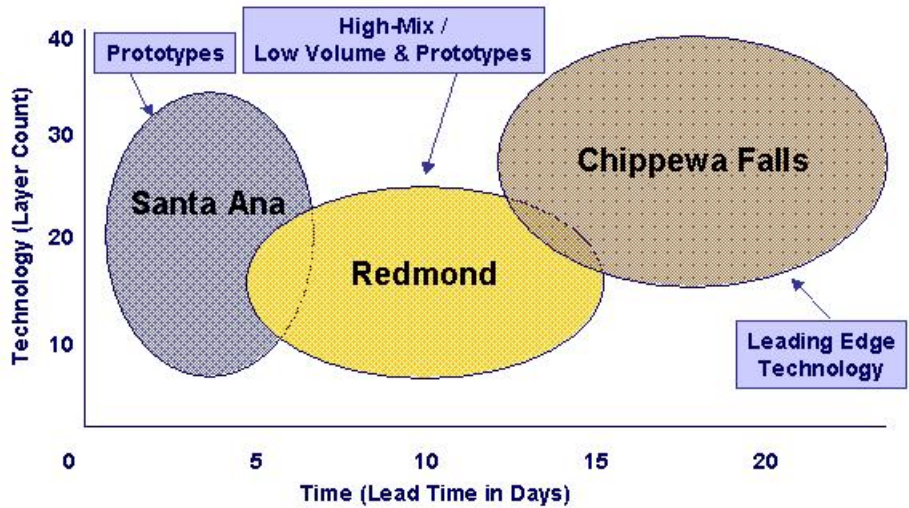 High-Mix /
Low Volume & Prototypes
Prototypes
40
30
20
10
0
Technology (Layer Count)
Santa Ana
Redmond
Chippewa Falls
Leading Edge
Technology
5
10
15
20
Time (Lead Time in Days)